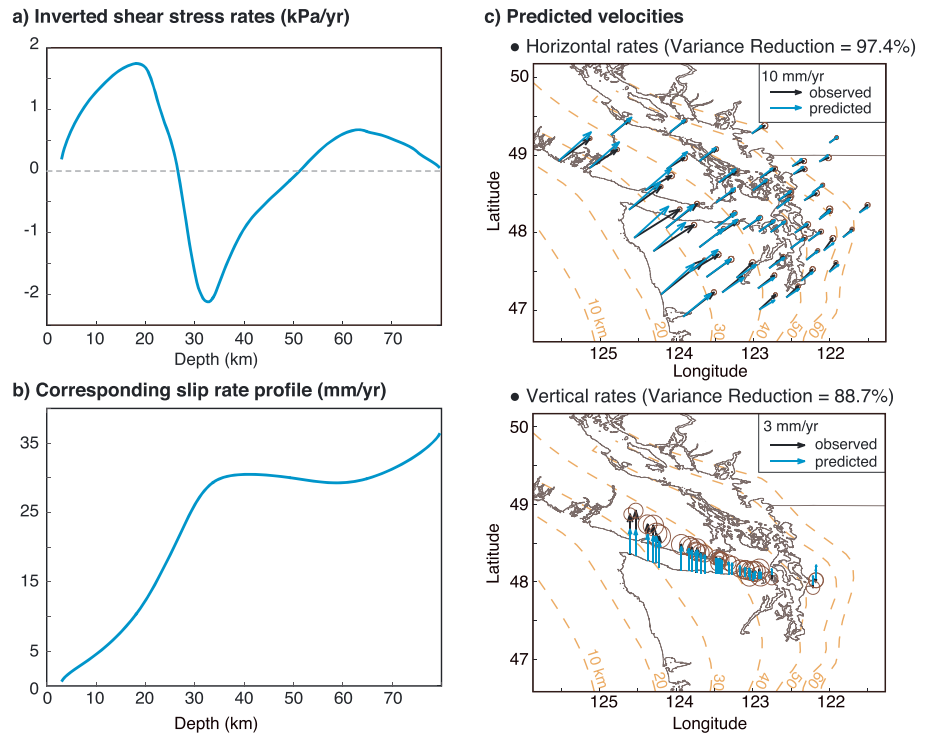 a) Inverted shear stress rates (kPa/yr)
2
1
0
-1
-2
0 10 20 30 40 50 60 70
Depth (km)
b) Corresponding slip rate profile (mm/yr)
35
25
15
5
0
0 10 20 30 40 50 60 70
Depth (km)
c) Predicted velocities
● Horizontal rates (Variance Reduction = 97.4%)
10 mm/yr
observed
predicted
50
49
48
47
Latitude
10 km
20
30
40
50
60
125 124 123 122
Longitude
● Vertical rates (Variance Reduction = 88.7%)
3 mm/yr
observed
predicted
50
49
48
47
Latitude
10 km
20
30
40
50
60
125 124 123 122
Longitude